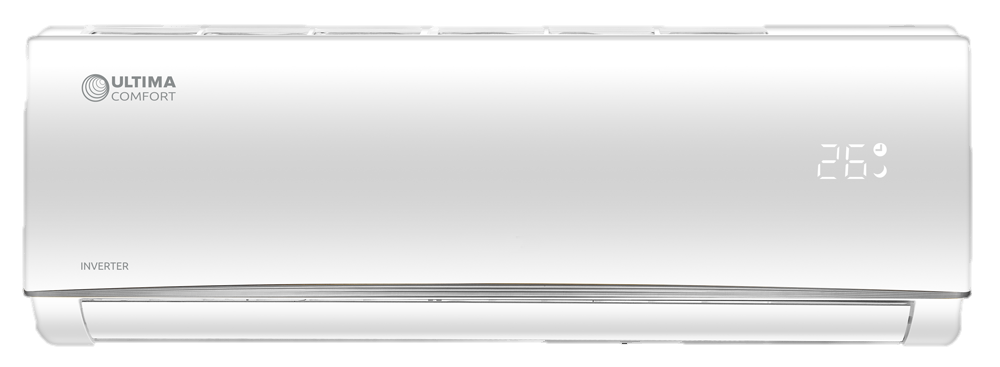 ULTIMA
COMFORT
26
INVERTER